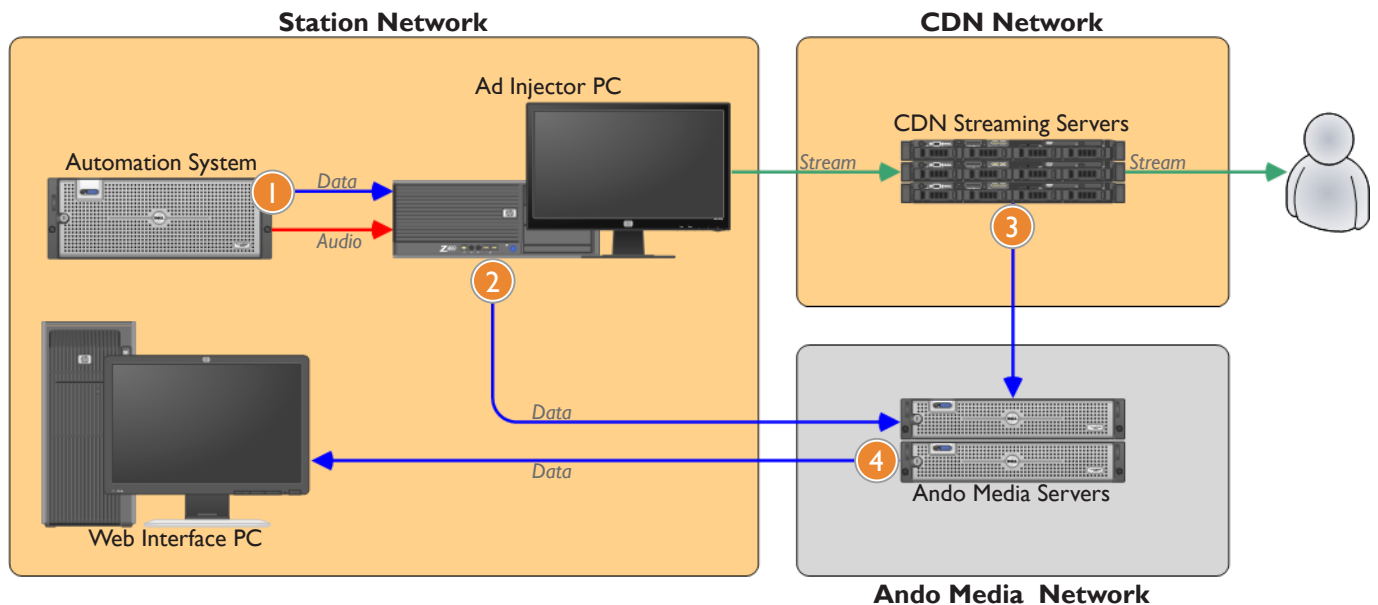 Station Network
CDN Network
Ad Injector PC
CDN Streaming Servers
Automation System
Stream
Stream
1
Data
Audio
Z
3
2
Data
4
Data
Ando Media Servers
Web Interface PC
Ando Media Network